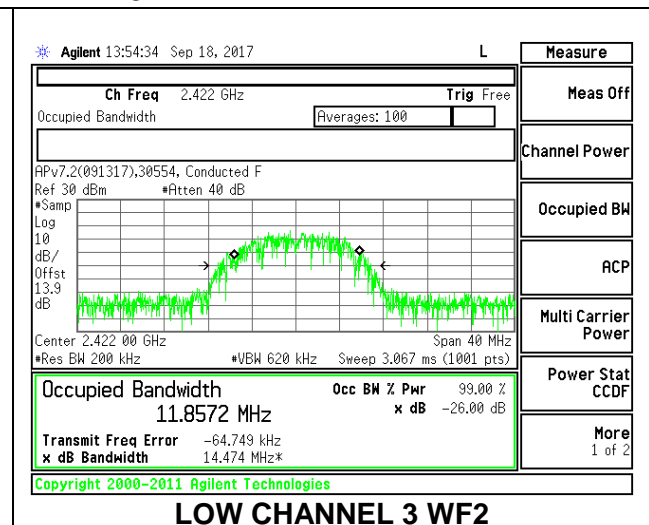 Agilent 13:54:34 Sep 18, 2017 L
Measure
Ch Freq 2.422 GHz Trig Free
Occupied Bandwidth Averages: 100
APv7.2(091317),30554, Conducted F
Ref 30 dBm #Atten 40 dB
#Samp
Log
10
dB/
Offst
13.9
dB
Center 2.422 00 GHz Span 40 MHz
#Res BW 200 kHz #VBW 620 kHz Sweep 3.067 ms (1001 pts)
Occupied Bandwidth Occ BW % Pwr 99.00 %
11.8572 MHz x dB -26.00 dB
Transmit Freq Error -64.749 kHz
x dB Bandwidth 14.474 MHz*
Copyright 2000-2011 Agilent Technologies
Meas Off
Channel Power
Occupied BW
ACP
Multi Carrier
Power
Power Stat
CCDF
More
1 of 2
LOW CHANNEL 3 WF2